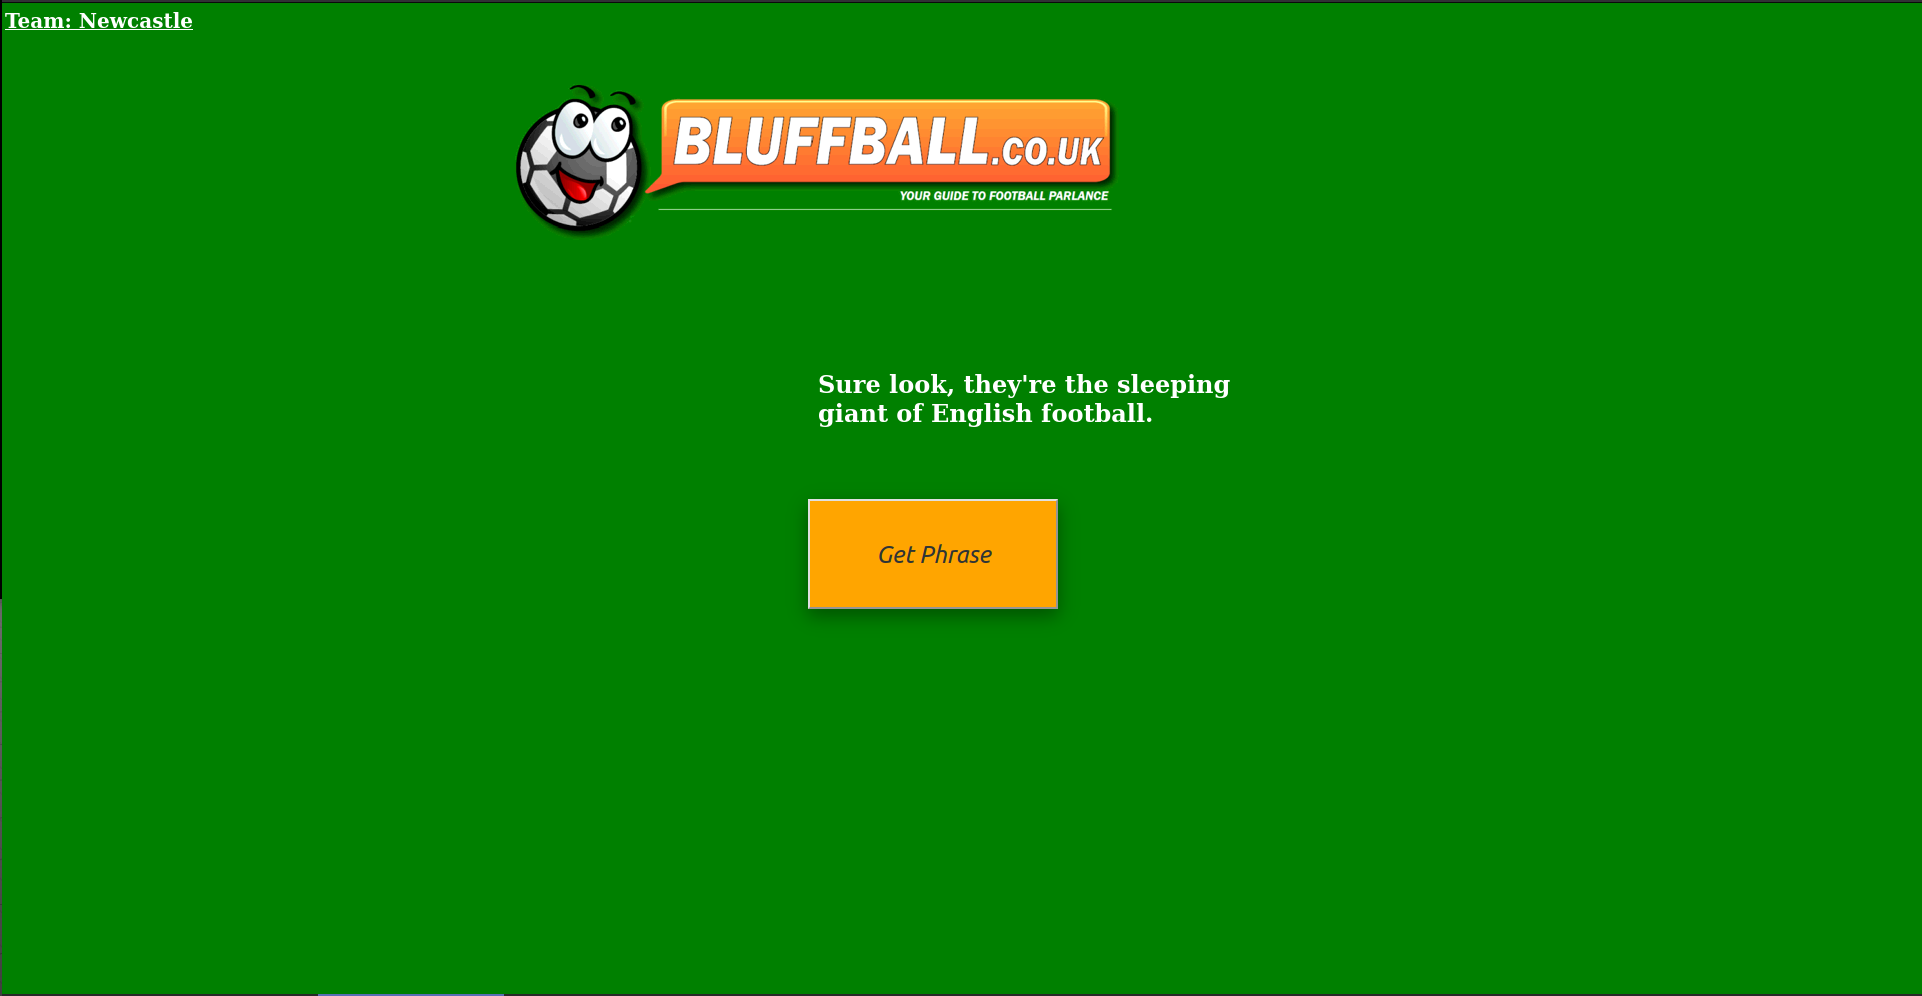 Team: Newcastle
BLUFFBALL.CO.UK
YOUR GUIDE TO FOOTBALL PARLANCE
Sure look, they're the sleeping
giant of English football.
Get Phrase